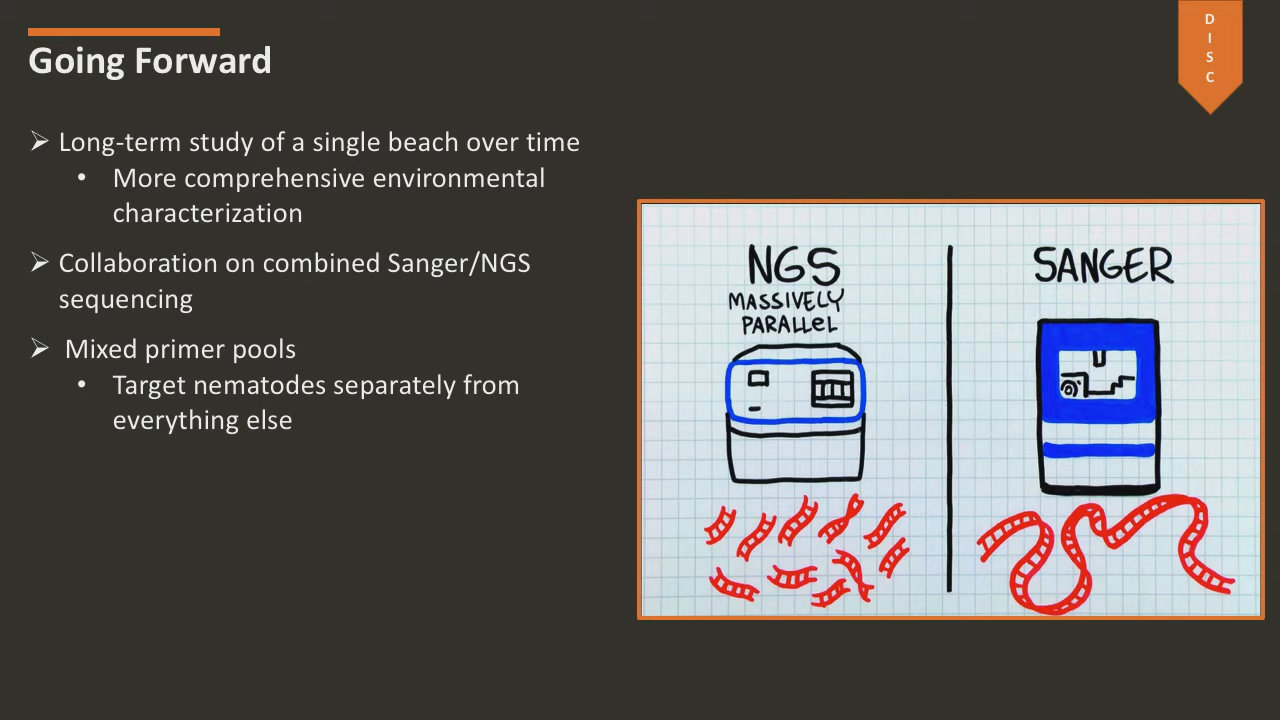 Going Forward
D
I
S
C
➢ Long-term study of a single beach over time
• More comprehensive environmental
characterization
➢ Collaboration on combined Sanger/NGS
sequencing
➢ Mixed primer pools
• Target nematodes separately from
everything else
NGS
MASSIVELY
PARALLeL
SANGER